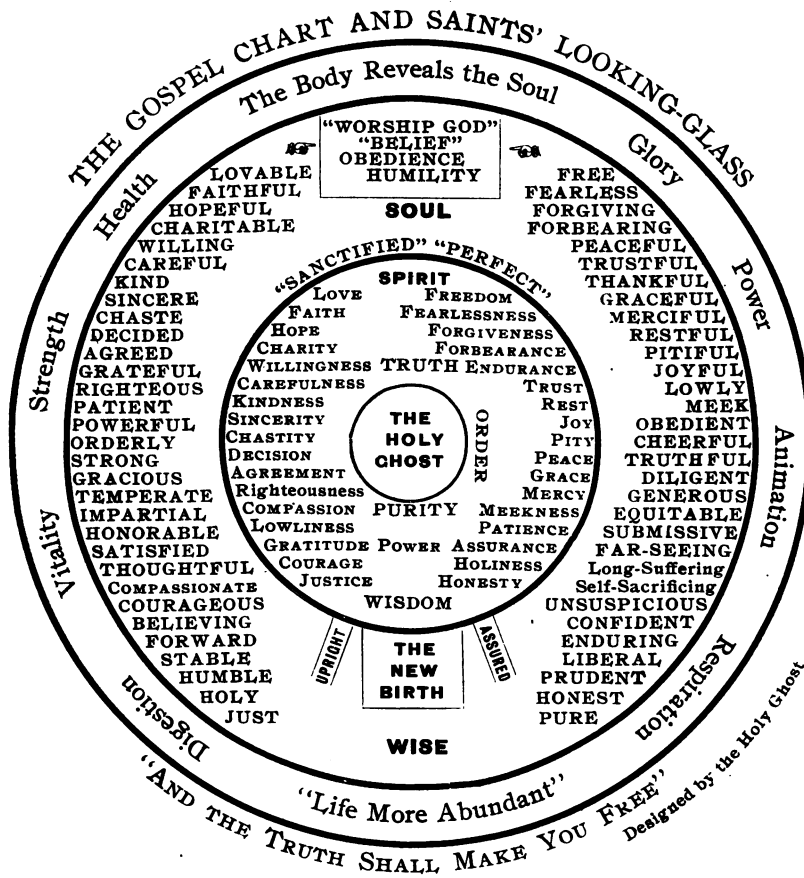 THE GOSPEL CHART AND SAINTS' LOOKING-GLASS
The Body Reveals the Soul
Health
Strength
Vitality
Digestion
Glory
Power
Animation
Respiration
"Life More Abundant"
"WORSHIP GOD"
"BELIEF"
OBEDIENCE
HUMILITY
SOUL
LOVABLE
FAITHFUL
HOPEFUL
CHARITABLE
WILLING
CAREFUL
KIND
SINCERE
CHASTE
DECIDED
AGREED
GRATEFUL
RIGHTEOUS
PATIENT
POWERFUL
ORDERLY
STRONG
GRACIOUS
TEMPERATE
IMPARTIAL
HONORABLE
SATISFIED
THOUGHTFUL
COMPASSIONATE
COURAGEOUS
BELIEVING
FORWARD
STABLE
HUMBLE
HOLY
JUST
FREE
FEARLESS
FORGIVING
FORBEARING
PEACEFUL
TRUSTFUL
THANKFUL
GRACEFUL
MERCIFUL
RESTFUL
PITIFUL
JOYFUL
LOWLY
MEEK
OBEDIENT
CHEERFUL
TRUTHFUL
DILIGENT
GENEROUS
EQUITABLE
SUBMISSIVE
FAR-SEEING
Long-Suffering
Self-Sacrificing
UNSUSPICIOUS
CONFIDENT
ENDURING
LIBERAL
PRUDENT
HONEST
PURE
"SANCTIFIED" "PERFECT"
SPIRIT
LOVE
FAITH
HOPE
CHARITY
WILLINGNESS
CAREFULNESS
KINDNESS
SINCERITY
CHASTITY
DECISION
AGREEMENT
Righteousness
COMPASSION
LOWLINESS
GRATITUDE
COURAGE
JUSTICE
FREEDOM
FEARLESSNESS
FORGIVENESS
FORBEARANCE
ENDURANCE
TRUST
REST
JOY
PITY
PEACE
GRACE
MERCY
MEEKNESS
PATIENCE
ASSURANCE
HOLINESS
HONESTY
TRUTH
THE
HOLY
GHOST
ORDER
PURITY
POWER
WISDOM
UPRIGHT
THE
NEW
BIRTH
ASSURED
WISE
"AND THE TRUTH SHALL MAKE YOU FREE"
Designed by the Holy Ghost